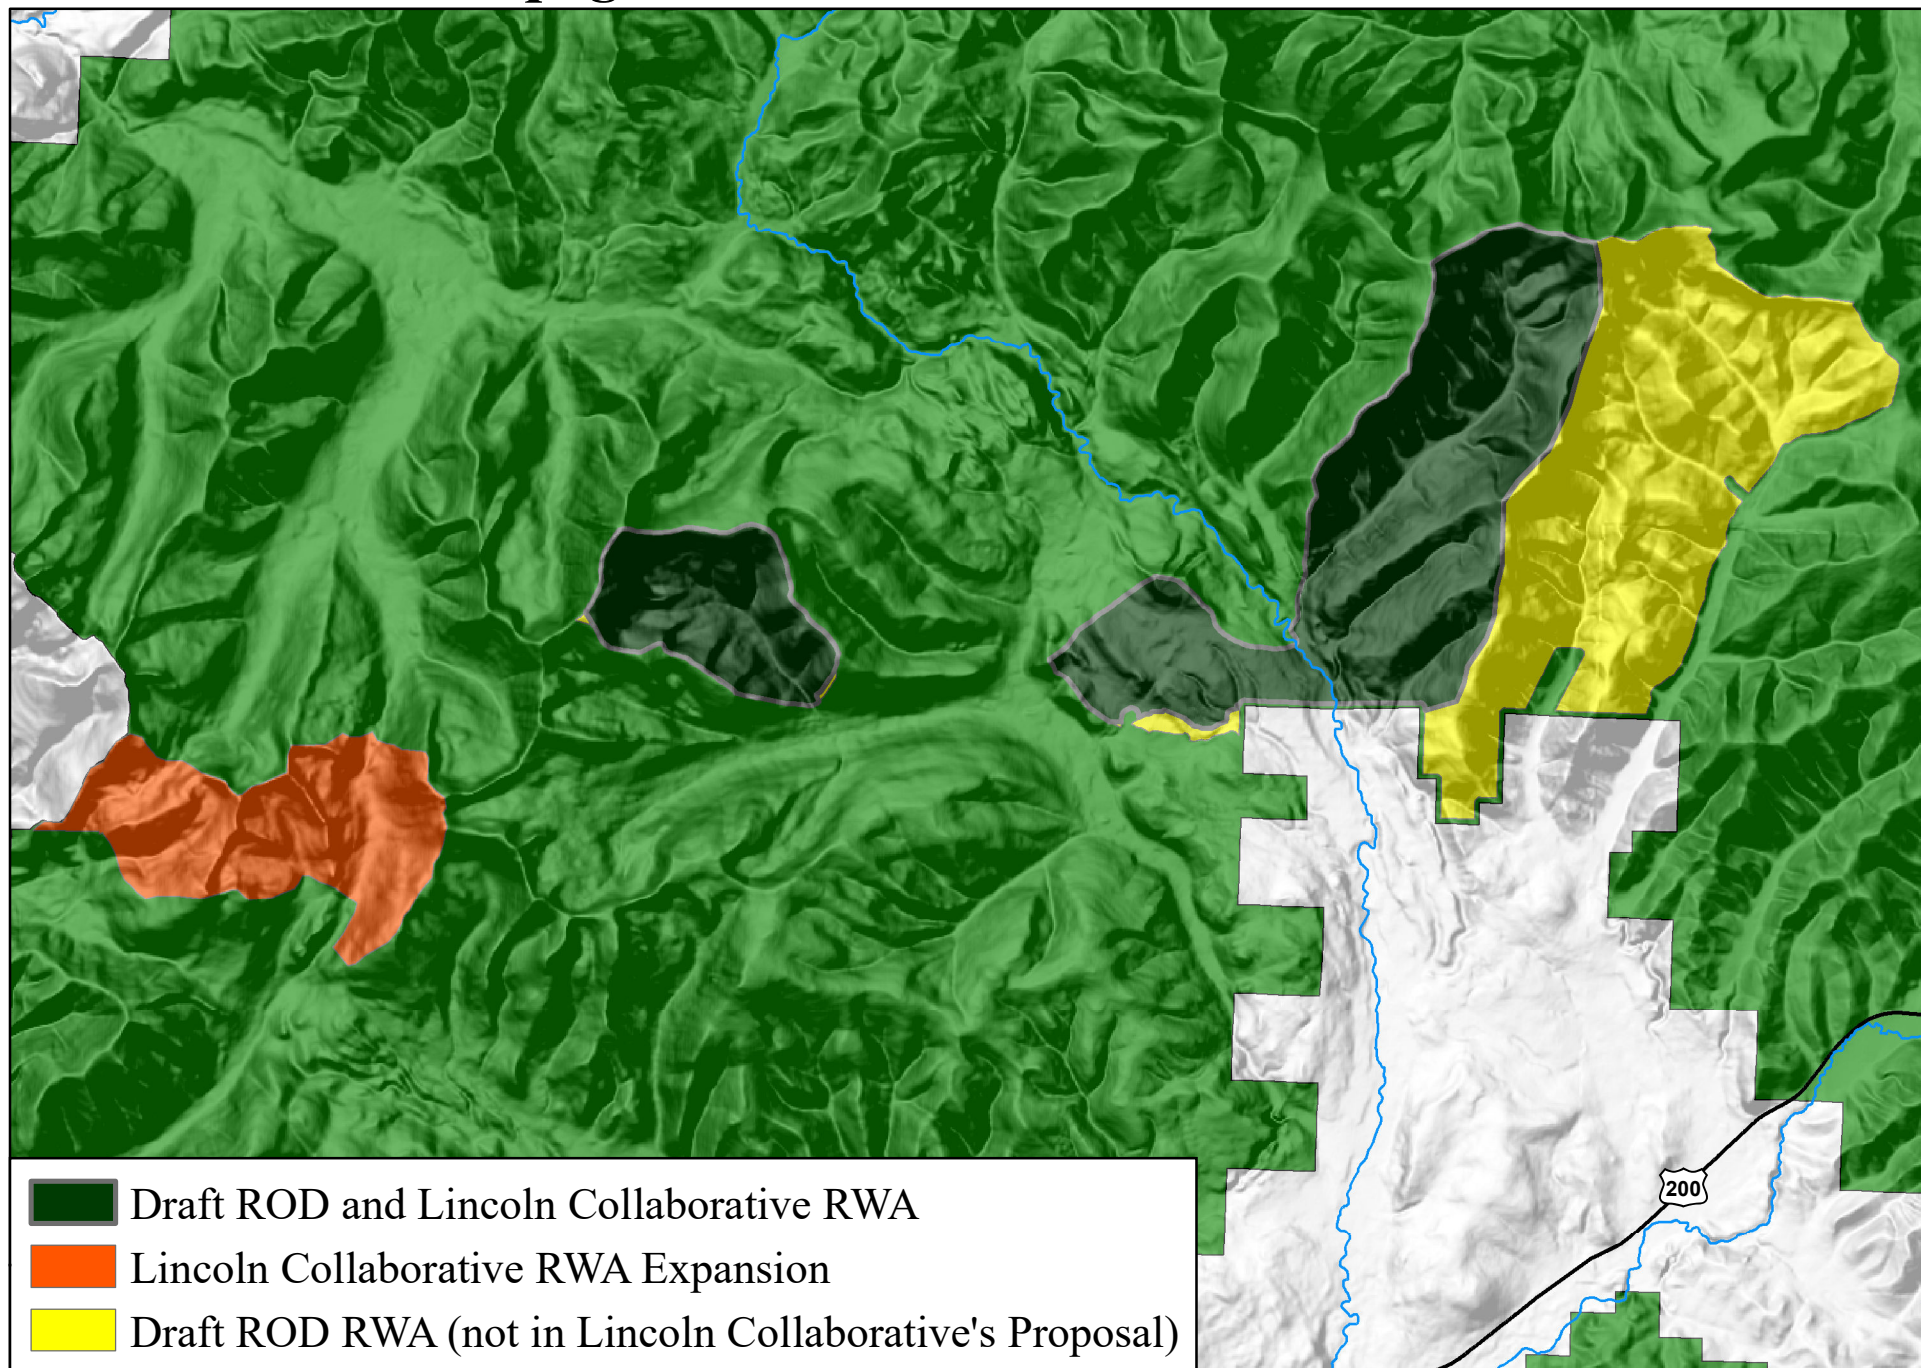 200
Draft ROD and Lincoln Collaborative RWA
Lincoln Collaborative RWA Expansion
Draft ROD RWA (not in Lincoln Collaborative's Proposal)